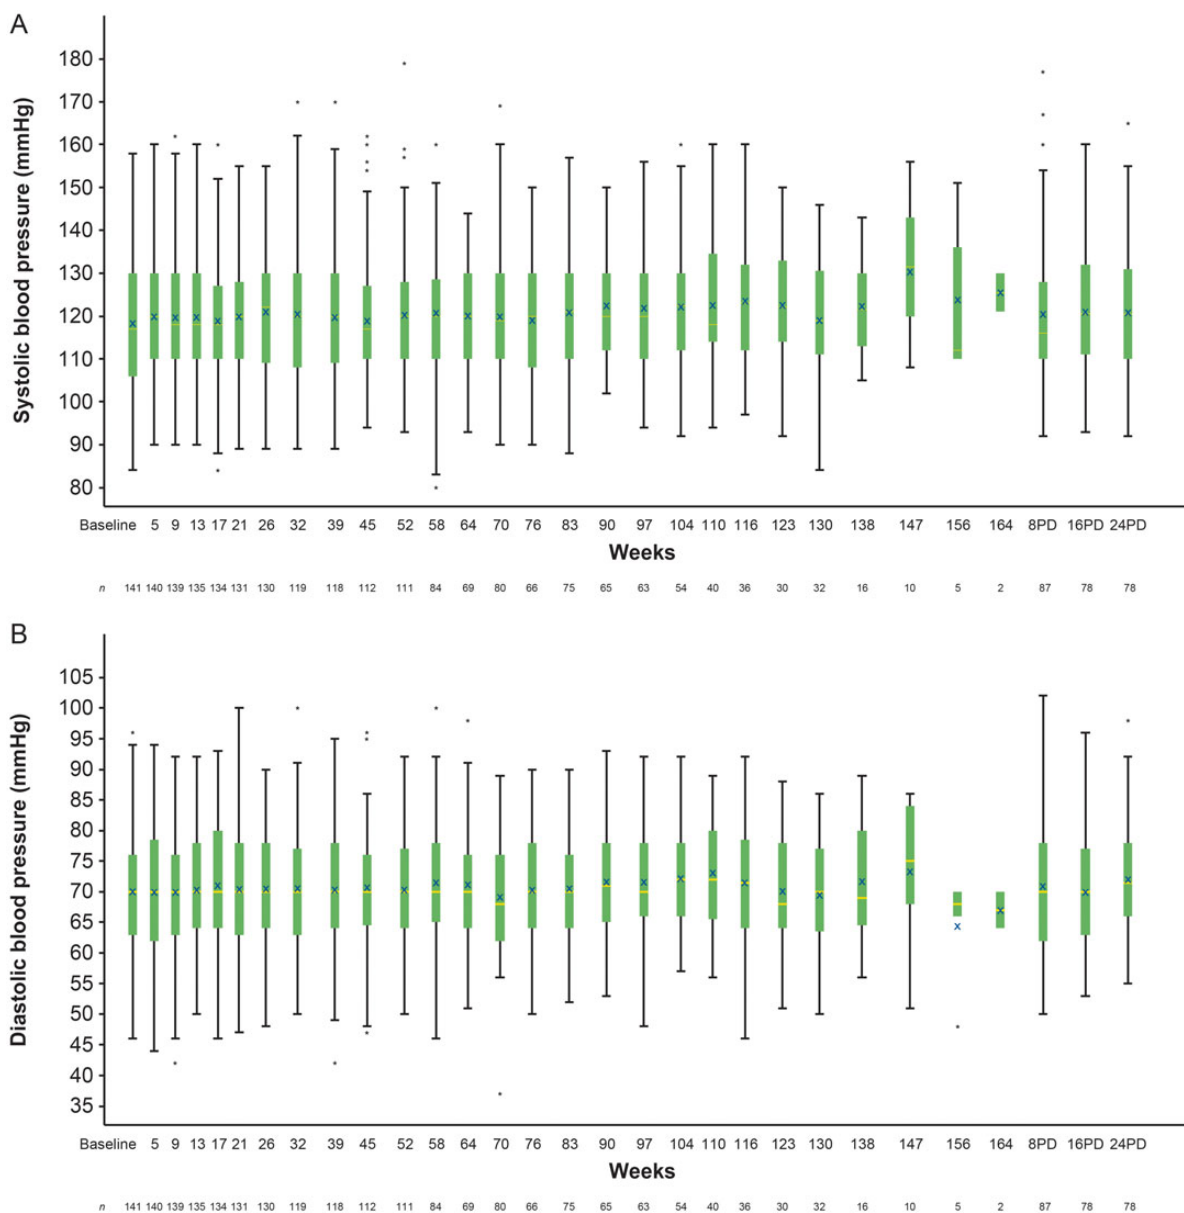 A
Systolic blood pressure (mmHg)
180
170
160
150
140
130
120
110
100
90
80
Baseline 5 9 13 17 21 26 32 39 45 52 58 64 70 76 83 90 97 104 110 116 123 130 138 147 156 164 8PD 16PD 24PD
Weeks
n 141 140 139 135 134 131 130 119 118 112 111 84 69 80 66 75 65 63 54 40 36 30 32 16 10 5 2 87 78 78
B
Diastolic blood pressure (mmHg)
105
100
95
90
85
80
75
70
65
60
55
50
45
40
35
Baseline 5 9 13 17 21 26 32 39 45 52 58 64 70 76 83 90 97 104 110 116 123 130 138 147 156 164 8PD 16PD 24PD
Weeks
n 141 140 139 135 134 131 130 119 118 112 111 84 69 80 66 75 65 63 54 40 36 30 32 16 10 5 2 87 78 78